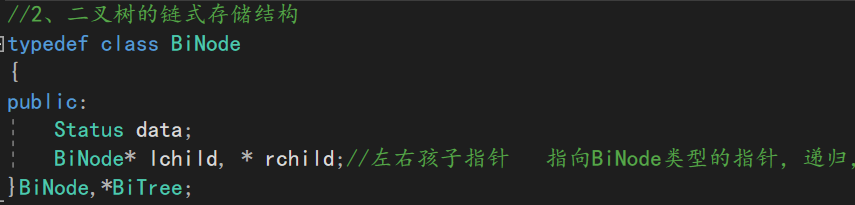 //2、二叉树的链式存储结构
typedef class BiNode
{
public:
Status data;
BiNode* lchild, * rchild;//左右孩子指针 指向BiNode类型的指针，递归，
}BiNode,*BiTree;